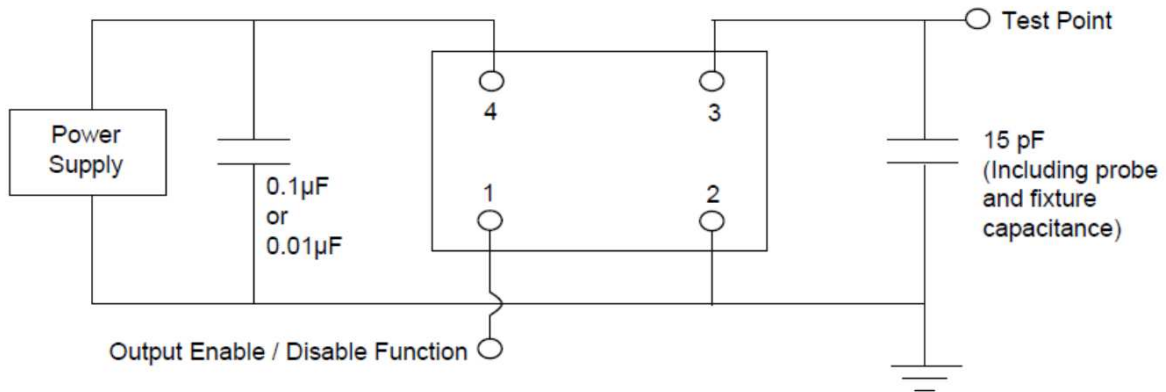 Test Point
4
3
Power
Supply
15 pF
(Including probe
and fixture
capacitance)
0.1µF
or
0.01µF
1
2
Output Enable / Disable Function